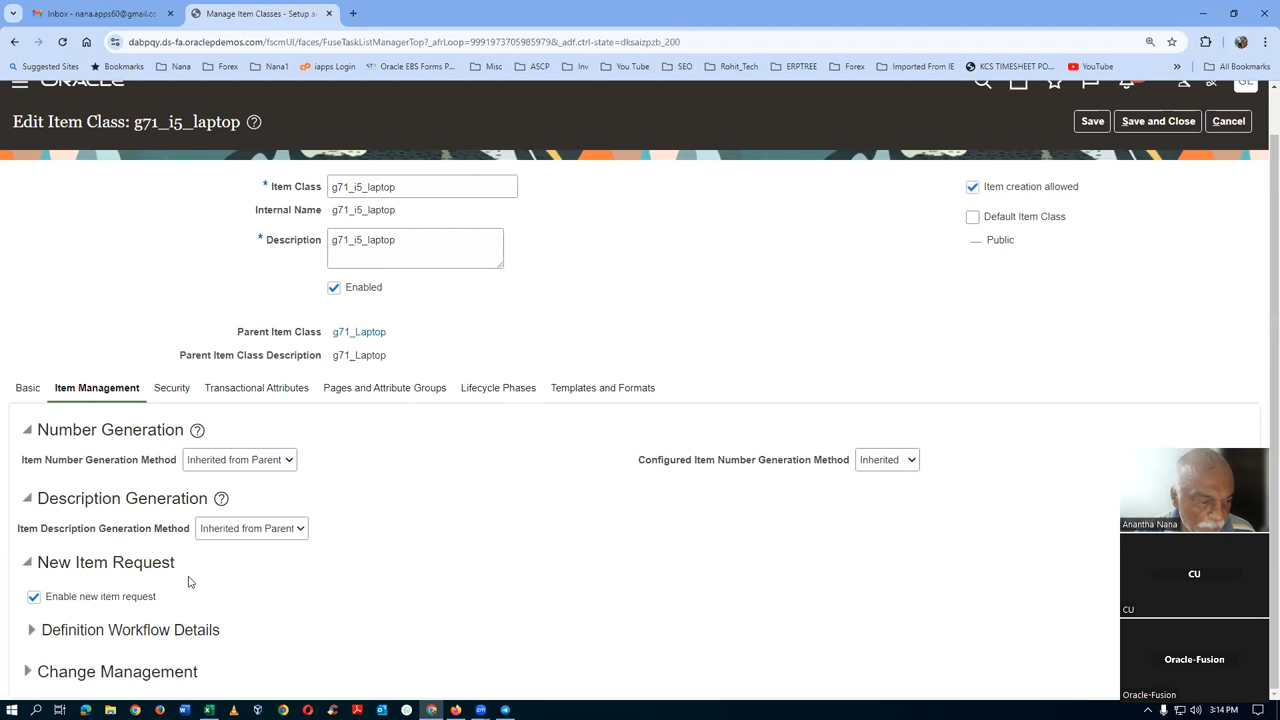 Inbox - nana.apps60@gmail.co
Manage Item Classes - Setup a
dabpqy.ds-fa.oraclepdemos.com/fscmUI/faces/FuseTaskListManagerTop?_afrLoop=99919737059859798&_adf.ctrl-state=dksaizpzb_200
Suggested Sites
Bookmarks
Nana
Forex
Nana1
iapps Login
Oracle EBS Forms P...
Misc
ASCP
Inv
You Tube
SEO
Rohit_Tech
ERPTREE
Forex
Imported From IE
KCS TIMESHEET PO...
YouTube
All Bookmarks
ORACLE
Edit Item Class: g71_i5_laptop
Save
Save and Close
Cancel
* Item Class g71_i5_laptop
Item creation allowed
Internal Name g71_i5_laptop
Default Item Class
* Description g71_i5_laptop
Public
Enabled
Parent Item Class g71_Laptop
Parent Item Class Description g71_Laptop
Basic
Item Management
Security
Transactional Attributes
Pages and Attribute Groups
Lifecycle Phases
Templates and Formats
Number Generation
Item Number Generation Method Inherited from Parent
Configured Item Number Generation Method Inherited
Description Generation
Item Description Generation Method Inherited from Parent
New Item Request
Enable new item request
Definition Workflow Details
Change Management
Anantha Nana
CU
CU
Oracle-Fusion
Oracle-Fusion
3:14 PM